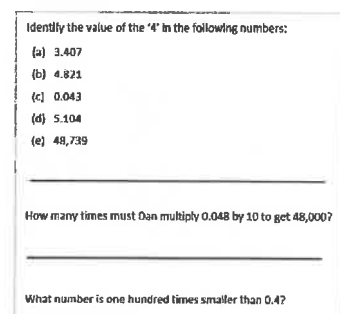 Identify the value of the '4' in the following numbers:
(a) 3.407
(b) 4.821
(c) 0.043
(d) 5.104
(e) 48,739
How many times must Dan multiply 0.048 by 10 to get 48,000?
What number is one hundred times smaller than 0.4?